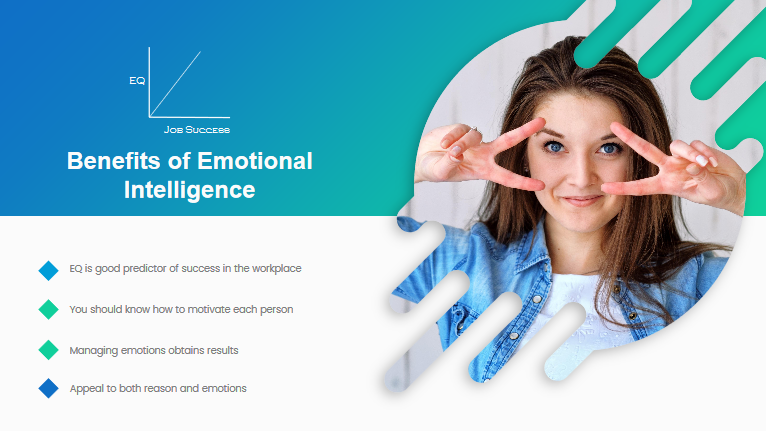 EQ
Job Success
Benefits of Emotional
Intelligence
EQ is good predictor of success in the workplace
You should know how to motivate each person
Managing emotions obtains results
Appeal to both reason and emotions